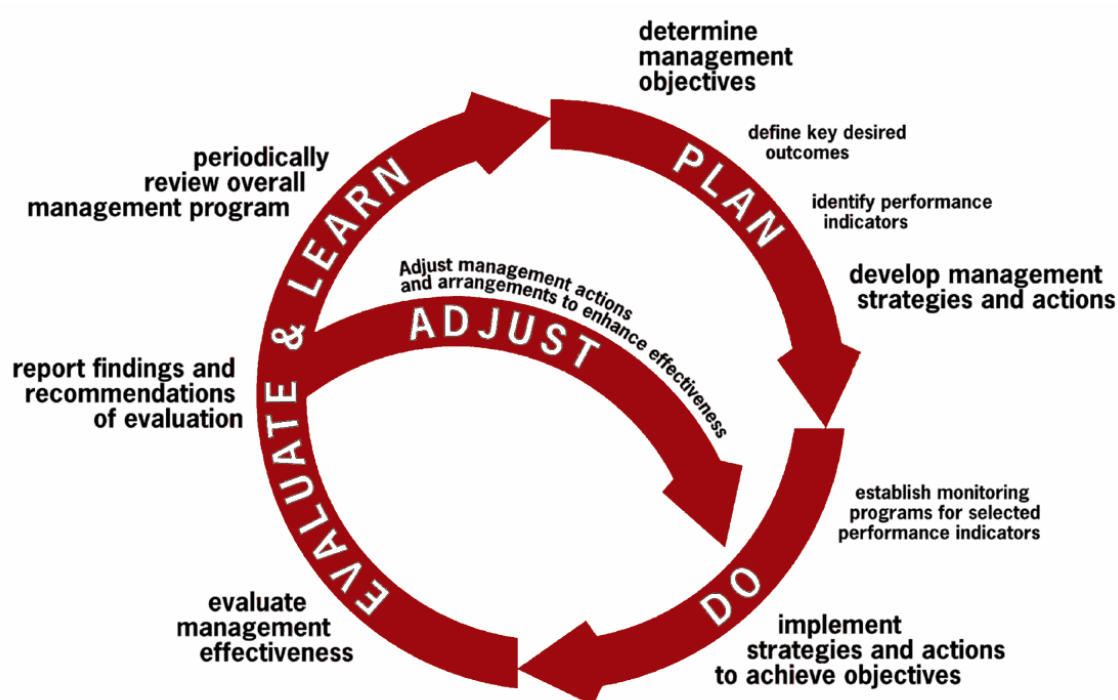 determine
management
objectives
define key desired
outcomes
PLAN
identify performance
indicators
develop management
strategies and actions
establish monitoring
programs for selected
performance indicators
DO
implement
strategies and actions
to achieve objectives
evaluate
management
effectiveness
EVALUATE & LEARN
report findings and
recommendations
of evaluation
periodically
review overall
management program
Adjust management actions
and arrangements to enhance effectiveness
ADJUST